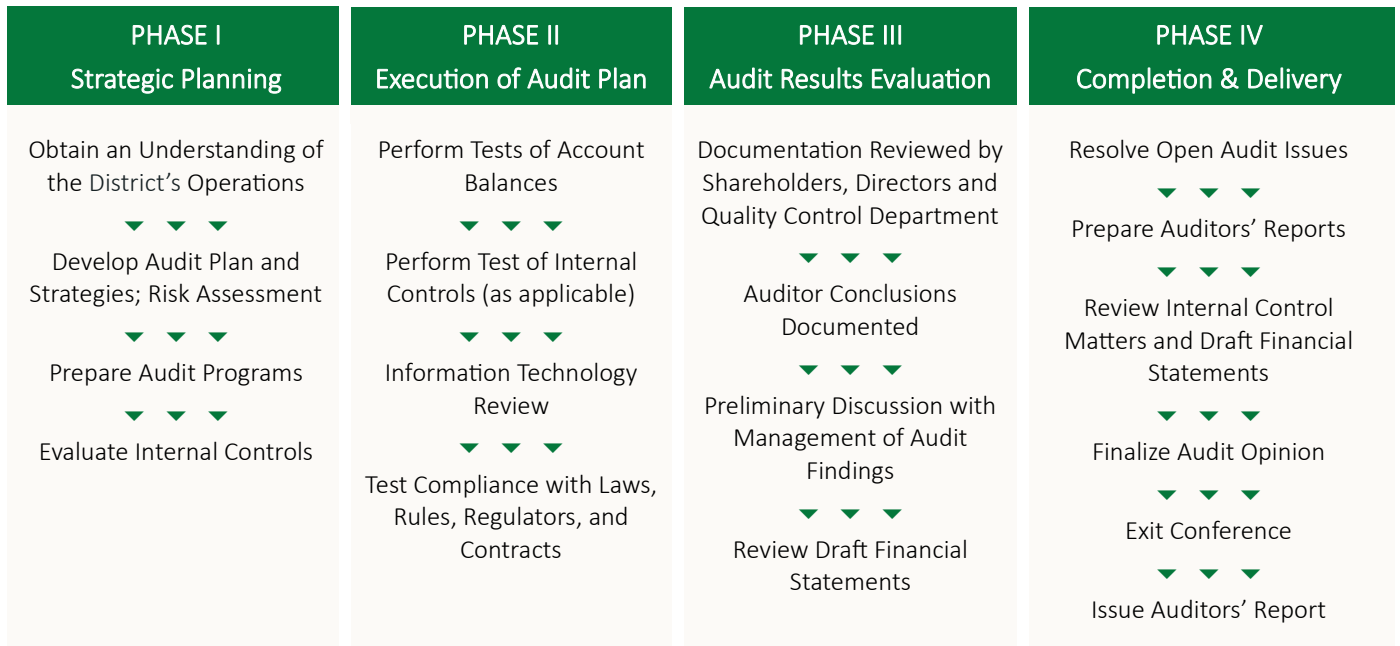 PHASE I
Strategic Planning
Obtain an Understanding of
the District's Operations
Develop Audit Plan and
Strategies; Risk Assessment
Prepare Audit Programs
Evaluate Internal Controls
PHASE II
Execution of Audit Plan
Perform Tests of Account
Balances
Perform Test of Internal
Controls (as applicable)
Information Technology
Review
Test Compliance with Laws,
Rules, Regulators, and
Contracts
PHASE III
Audit Results Evaluation
Documentation Reviewed by
Shareholders, Directors and
Quality Control Department
Auditor Conclusions
Documented
Preliminary Discussion with
Management of Audit
Findings
Review Draft Financial
Statements
PHASE IV
Completion & Delivery
Resolve Open Audit Issues
Prepare Auditors' Reports
Review Internal Control
Matters and Draft Financial
Statements
Finalize Audit Opinion
Exit Conference
Issue Auditors' Report